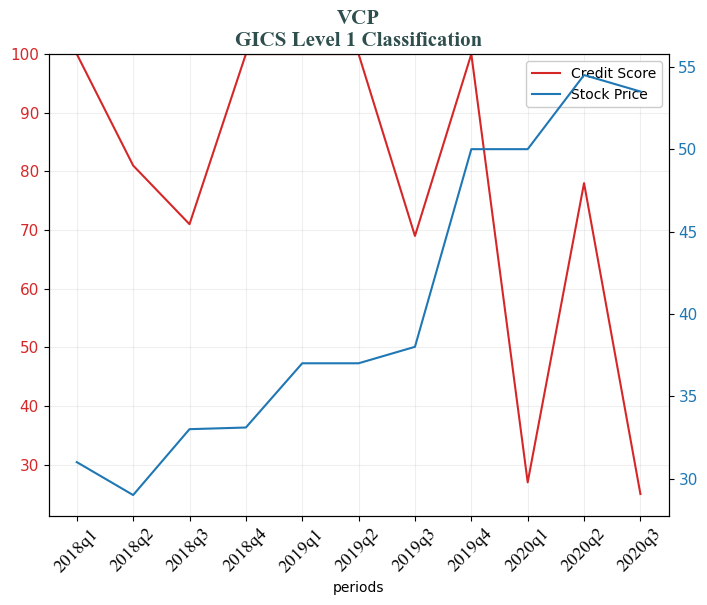 VCP
GICS Level 1 Classification
100
90
80
70
60
50
40
30
55
50
45
40
35
30
Credit Score
Stock Price
2018q1
2018q2
2018q3
2018q4
2019q1
2019q2
2019q3
2019q4
2020q1
2020q2
2020q3
periods